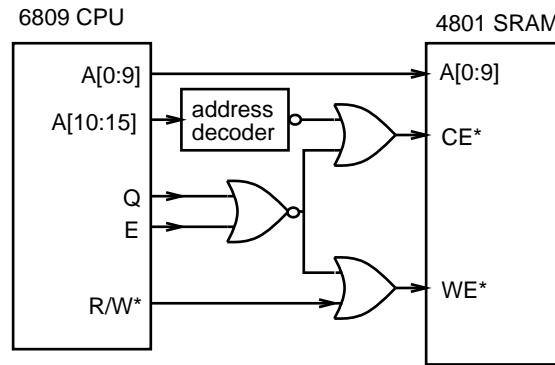 6809 CPU
4801 SRAM
A[0:9]
A[0:9]
A[10:15]
address
decoder
CE*
Q
E
R/W*
WE*